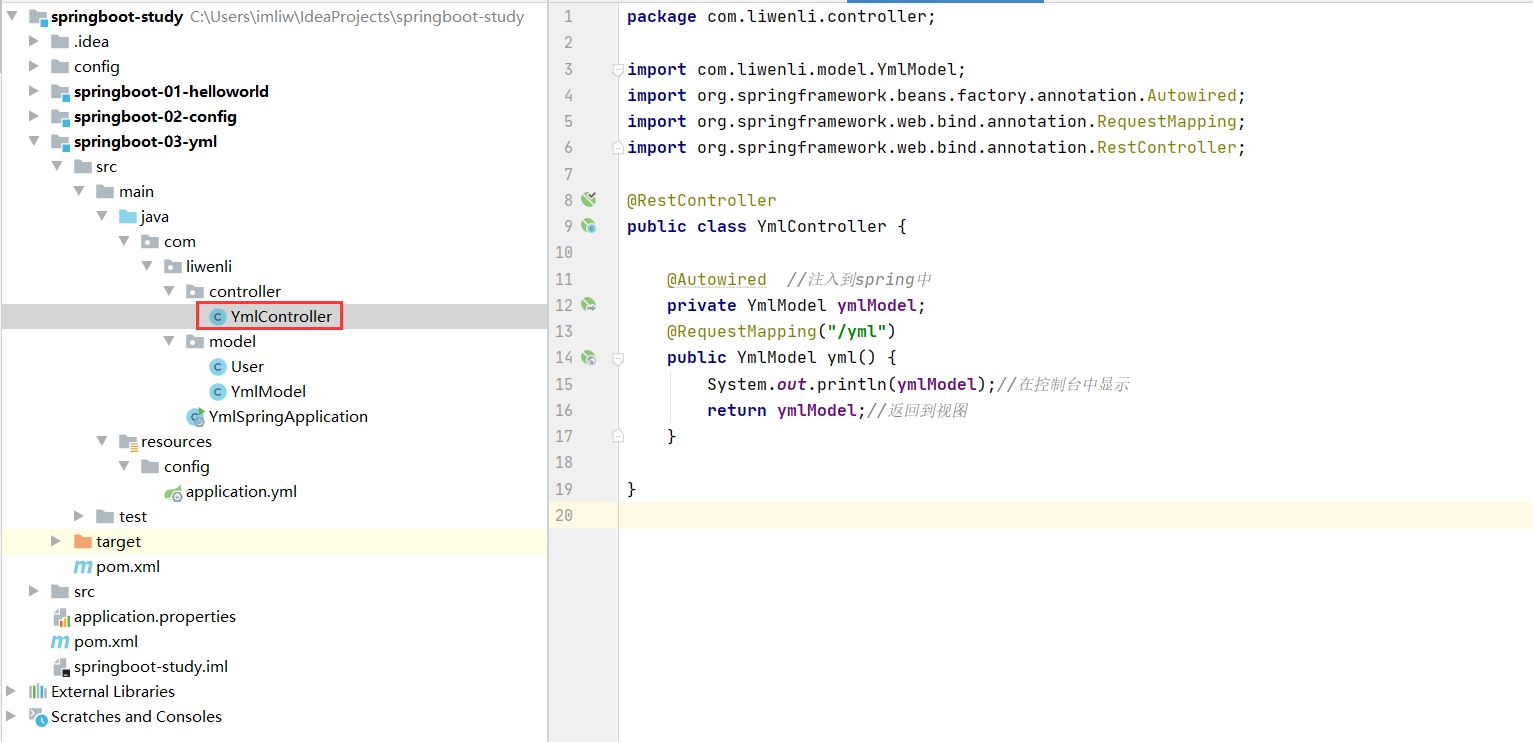 springboot-study C:\Users\imliw\IdeaProjects\springboot-study
.idea
config
springboot-01-helloworld
springboot-02-config
springboot-03-yml
src
main
java
com
liwenli
controller
YmlController
model
User
YmlModel
YmlSpringApplication
resources
config
application.yml
test
target
pom.xml
src
application.properties
pom.xml
springboot-study.iml
External Libraries
Scratches and Consoles
1 package com.liwenli.controller;
2
3 import com.liwenli.model.YmlModel;
4 import org.springframework.beans.factory.annotation.Autowired;
5 import org.springframework.web.bind.annotation.RequestMapping;
6 import org.springframework.web.bind.annotation.RestController;
7
8 @RestController
9 public class YmlController {
10
11 @Autowired //注入到spring中
12 private YmlModel ymlModel;
13 @RequestMapping("/yml")
14 public YmlModel yml() {
15 System.out.println(ymlModel);//在控制台中显示
16 return ymlModel;//返回到视图
17 }
18
19 }
20